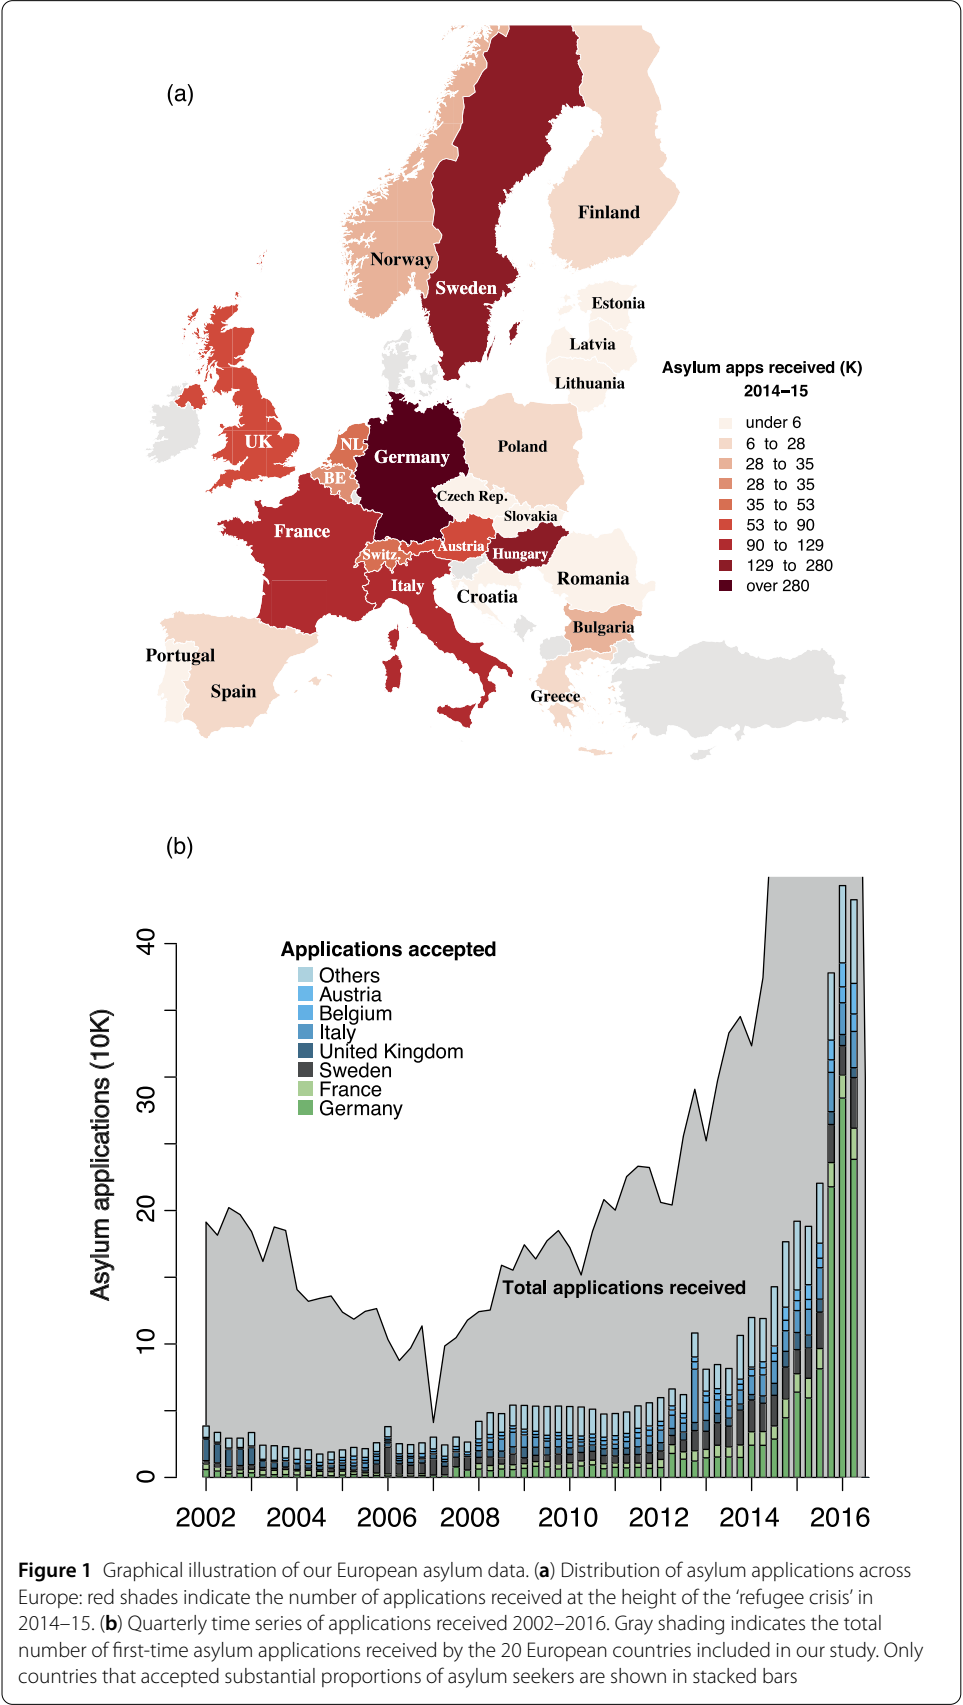 (a)
Finland
Norway
Sweden
Estonia
Latvia
Lithuania
Asylum apps received (K)
2014–15
under 6
6 to 28
28 to 35
28 to 35
35 to 53
53 to 90
90 to 129
129 to 280
over 280
UK
NL
BE
Germany
Poland
Czech Rep.
Slovakia
France
Switz.
Austria
Hungary
Italy
Croatia
Romania
Bulgaria
Portugal
Spain
Greece
(b)
Asylum applications (10K)
40
30
20
10
0
Applications accepted
Others
Austria
Belgium
Italy
United Kingdom
Sweden
France
Germany
Total applications received
2002 2004 2006 2008 2010 2012 2014 2016
Figure 1 Graphical illustration of our European asylum data. (a) Distribution of asylum applications across
Europe: red shades indicate the number of applications received at the height of the ‘refugee crisis’ in
2014–15. (b) Quarterly time series of applications received 2002–2016. Gray shading indicates the total
number of first-time asylum applications received by the 20 European countries included in our study. Only
countries that accepted substantial proportions of asylum seekers are shown in stacked bars